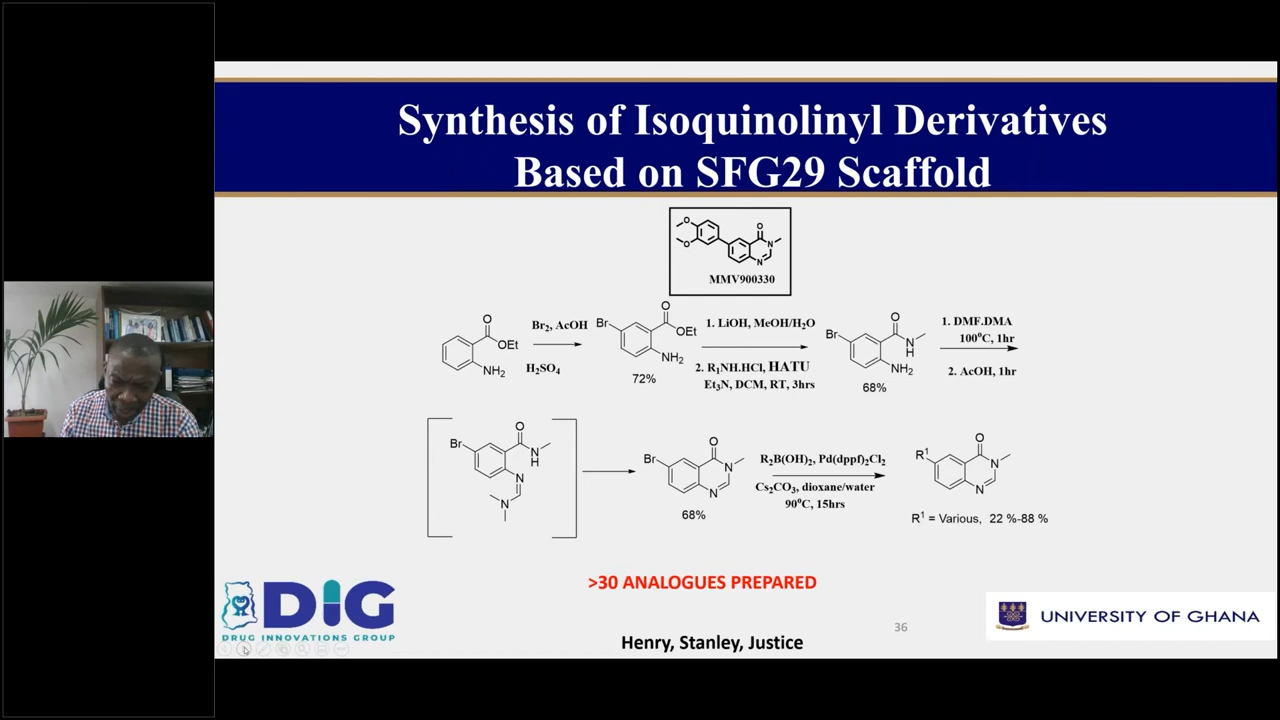 Synthesis of Isoquinolinyl Derivatives
Based on SFG29 Scaffold
O
O
O
N
N
MMV900330
O
OEt
NH₂
Br₂, AcOH
H₂SO₄
Br
O
OEt
NH₂
72%
1. LiOH, MeOH/H₂O
2. R₁NH.HCl, HATU
Et₃N, DCM, RT, 3hrs
Br
O
N
H
NH₂
68%
1. DMF.DMA
100⁰C, 1hr
2. AcOH, 1hr
Br
O
N
H
N
N
Br
O
N
N
68%
R₂B(OH)₂, Pd(dppf)₂Cl₂
Cs₂CO₃, dioxane/water
90⁰C, 15hrs
R¹
O
N
N
R¹ = Various, 22 %-88 %
>30 ANALOGUES PREPARED
DIG
DRUG INNOVATIONS GROUP
Henry, Stanley, Justice
36
UNIVERSITY OF GHANA